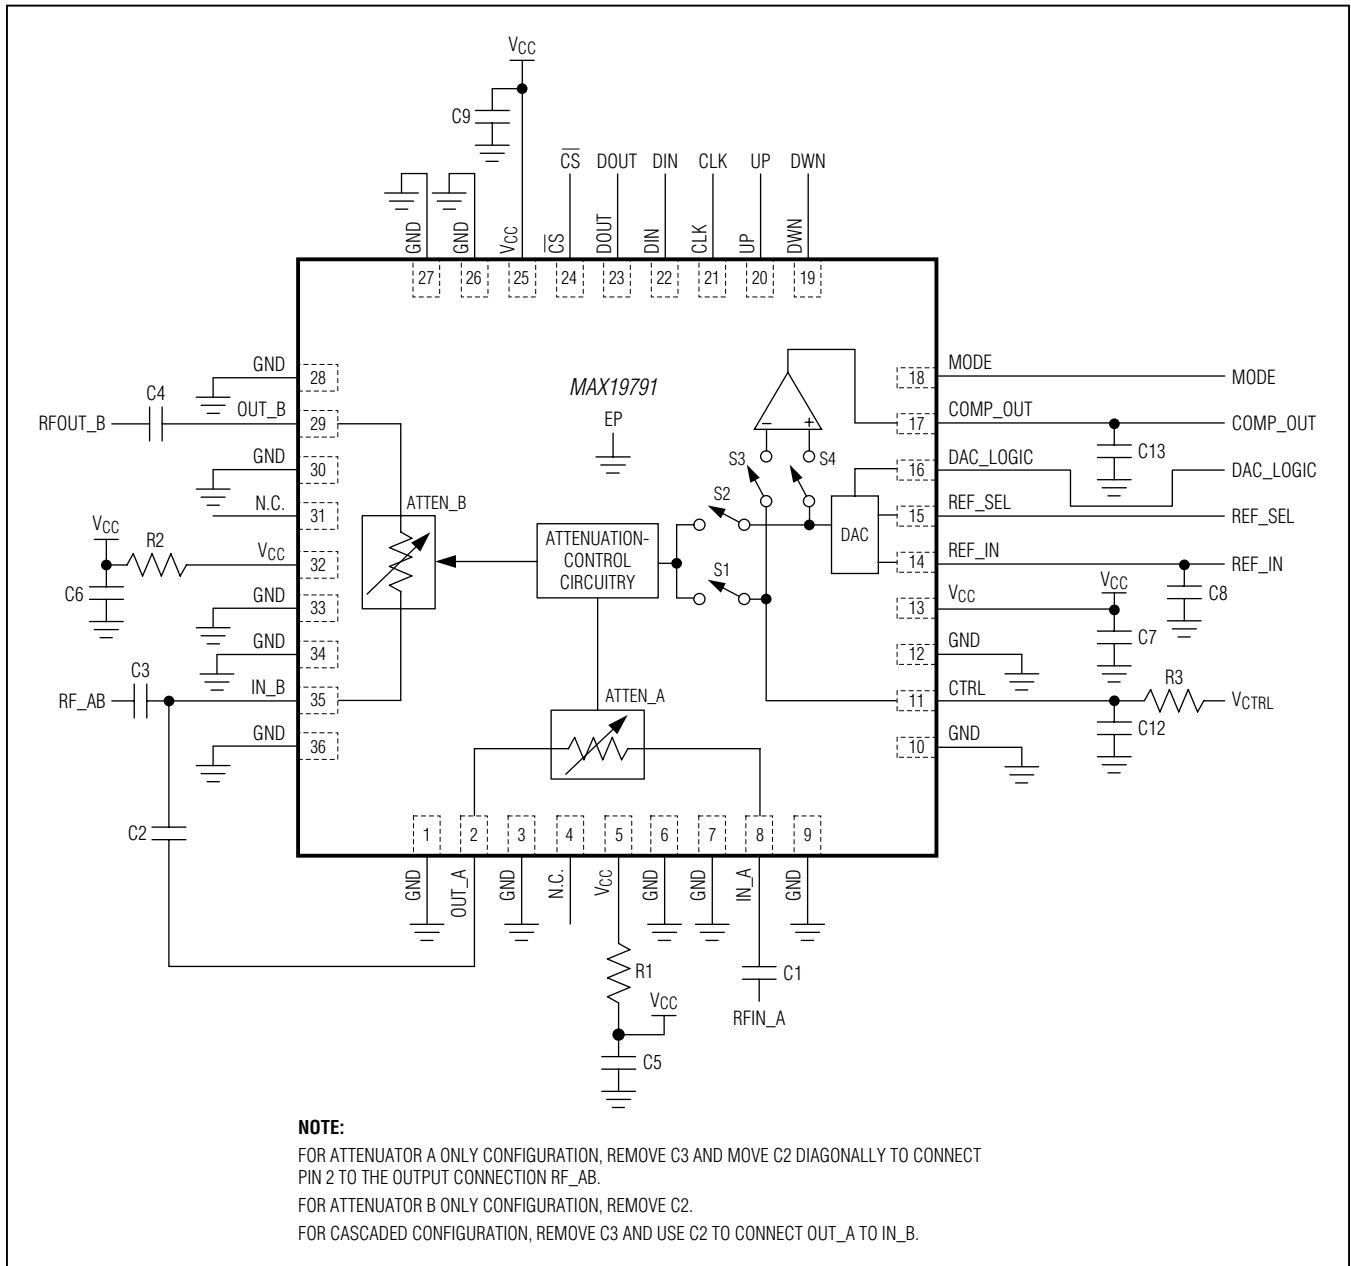 VCC
C9
CS DOUT DIN CLK UP DWN
GND GND VCC CS DOUT DIN CLK UP DWN
27 26 25 24 23 22 21 20 19
GND 28
C4
RFOUT_B OUT_B 29
GND 30
N.C. 31
VCC R2 VCC 32
C6
GND 33
GND 34
C3
RF_AB IN_B 35
GND 36
C2
MAX19791
EP
ATTEN_B
ATTENUATION-
CONTROL
CIRCUITRY
ATTEN_A
S3 S4
S2
S1
– +
DAC
18 MODE MODE
17 COMP_OUT COMP_OUT
C13
16 DAC_LOGIC DAC_LOGIC
15 REF_SEL REF_SEL
14 REF_IN REF_IN
C8
13 VCC VCC
C7
12 GND
11 CTRL R3 VCTRL
C12
10 GND
1 2 3 4 5 6 7 8 9
GND OUT_A GND N.C. VCC GND GND IN_A GND
R1
VCC
C5
C1
RFIN_A
NOTE:
FOR ATTENUATOR A ONLY CONFIGURATION, REMOVE C3 AND MOVE C2 DIAGONALLY TO CONNECT
PIN 2 TO THE OUTPUT CONNECTION RF_AB.
FOR ATTENUATOR B ONLY CONFIGURATION, REMOVE C2.
FOR CASCADED CONFIGURATION, REMOVE C3 AND USE C2 TO CONNECT OUT_A TO IN_B.